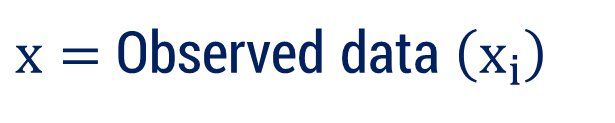 x = Observed data (xᵢ)